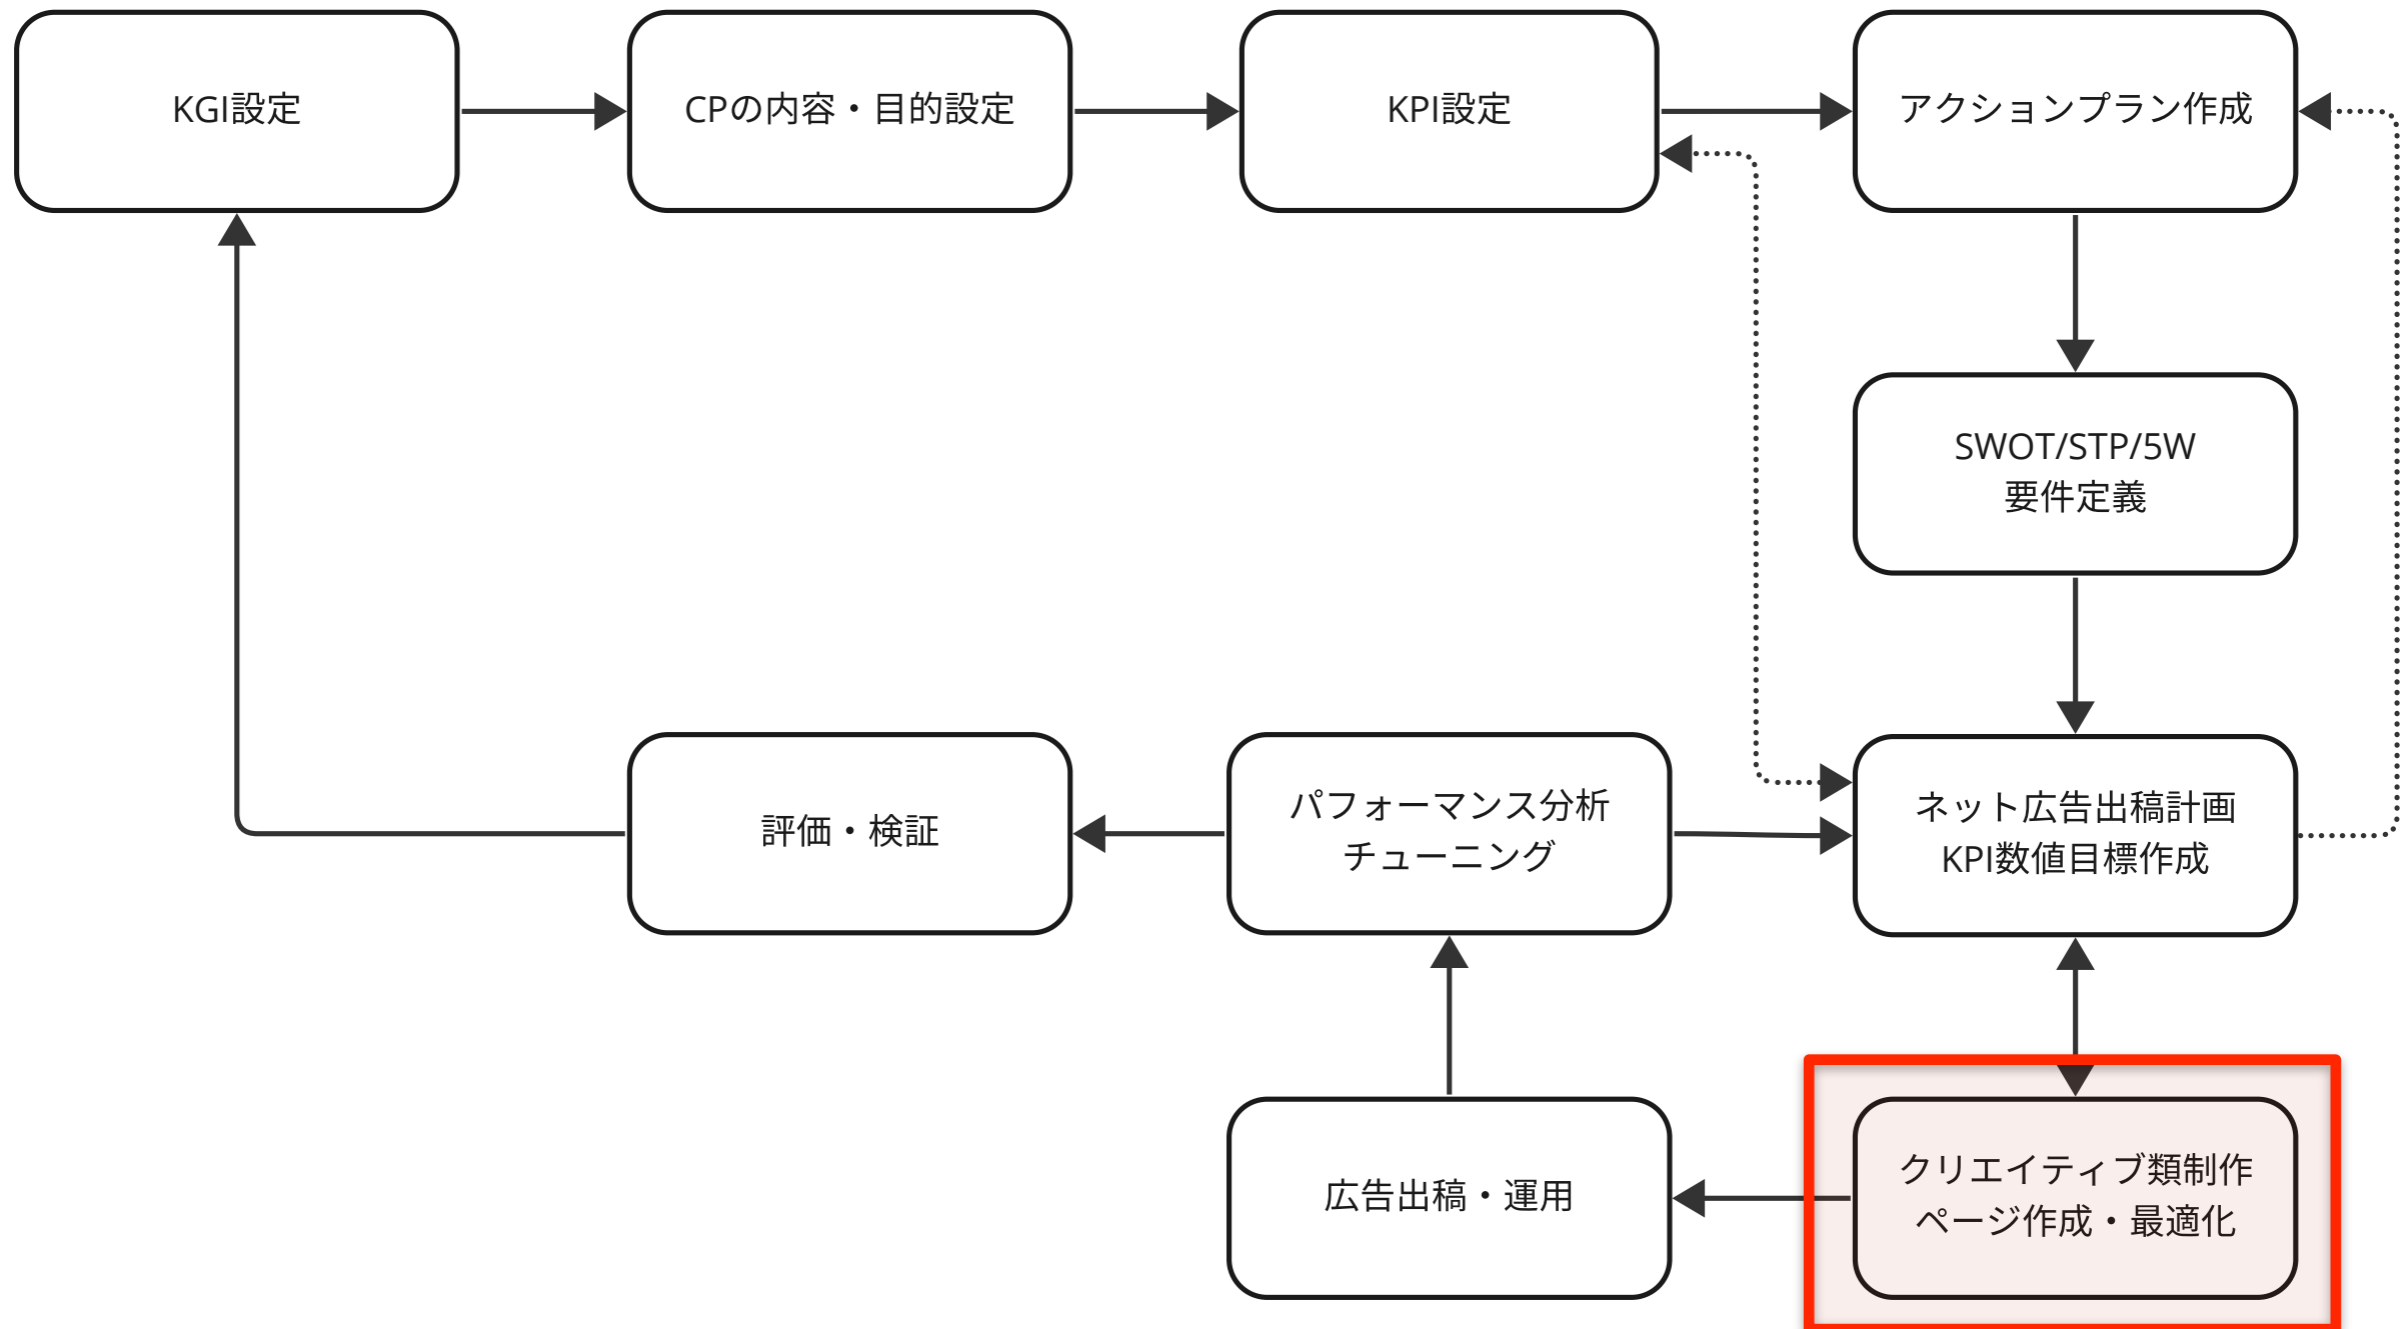 KGI設定
CPの内容・目的設定
KPI設定
アクションプラン作成
SWOT/STP/5W
要件定義
評価・検証
パフォーマンス分析
チューニング
ネット広告出稿計画
KPI数値目標作成
広告出稿・運用
クリエイティブ類制作
ページ作成・最適化